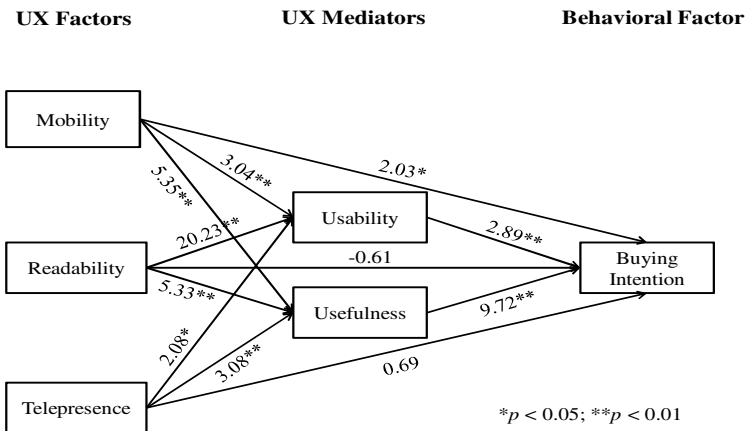 UX Factors
UX Mediators
Behavioral Factor
Mobility
2.03*
3.04**
5.35**
Usability
20.23**
2.89**
Readability
-0.61
Buying
Intention
5.33**
Usefulness
9.72**
2.08*
3.08**
0.69
Telepresence
*p < 0.05; **p < 0.01